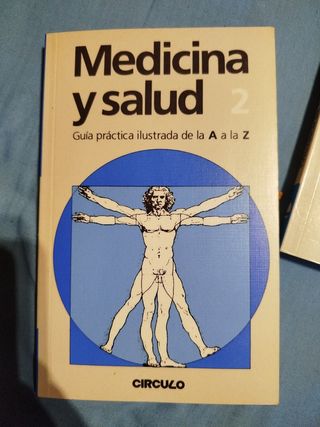 Medicina
y salud 2
Guía práctica ilustrada de la A a la Z
CIRCULO